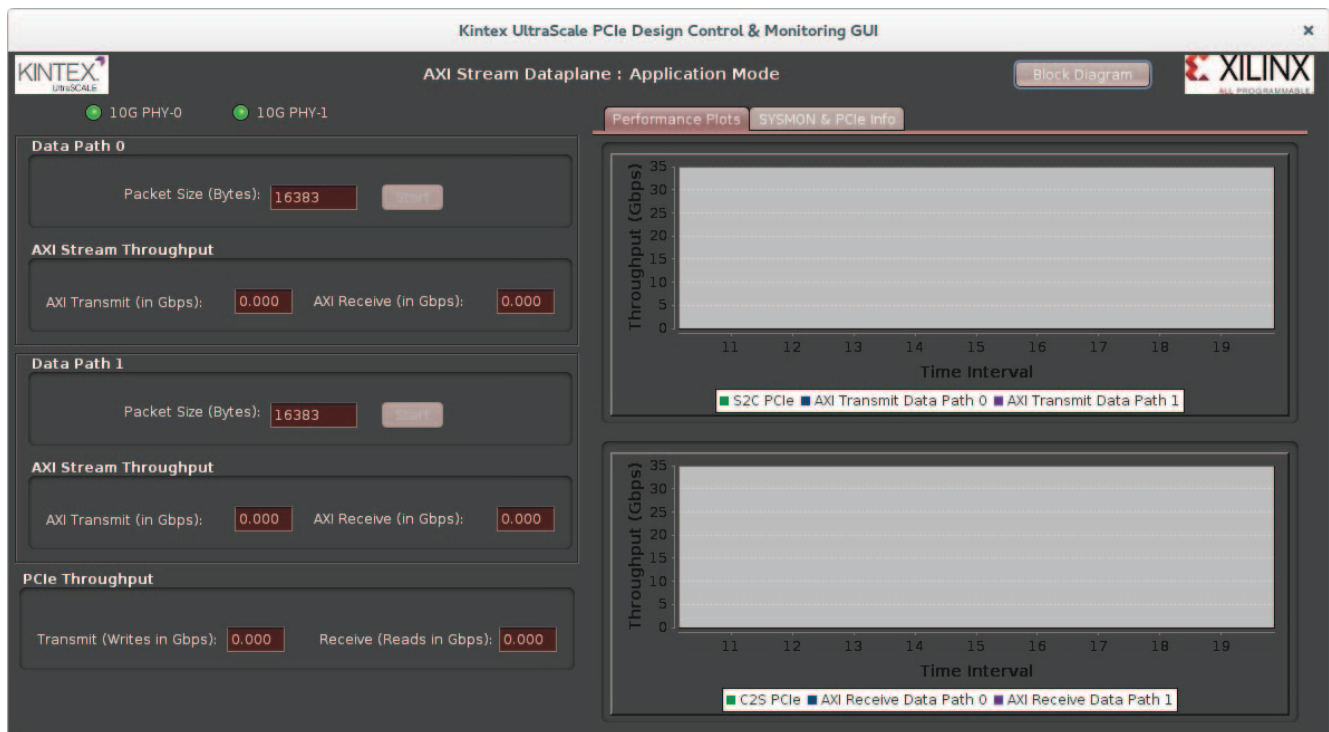 Kintex UltraScale PCIe Design Control & Monitoring GUI
x
KINTEX
UltraSCALE
AXI Stream Dataplane : Application Mode
Block Diagram
XILINX
ALL PROGRAMMABLE
10G PHY-0
10G PHY-1
Data Path 0
Packet Size (Bytes): 16383 Start
AXI Stream Throughput
AXI Transmit (in Gbps): 0.000 AXI Receive (in Gbps): 0.000
Data Path 1
Packet Size (Bytes): 16383 Start
AXI Stream Throughput
AXI Transmit (in Gbps): 0.000 AXI Receive (in Gbps): 0.000
PCIe Throughput
Transmit (Writes in Gbps): 0.000 Receive (Reads in Gbps): 0.000
Performance Plots
SYSMON & PCIe Info
Throughput (Gbps)
35
30
25
20
15
10
5
0
11 12 13 14 15 16 17 18 19
Time Interval
S2C PCIe AXI Transmit Data Path 0 AXI Transmit Data Path 1
Throughput (Gbps)
35
30
25
20
15
10
5
0
11 12 13 14 15 16 17 18 19
Time Interval
C2S PCIe AXI Receive Data Path 0 AXI Receive Data Path 1